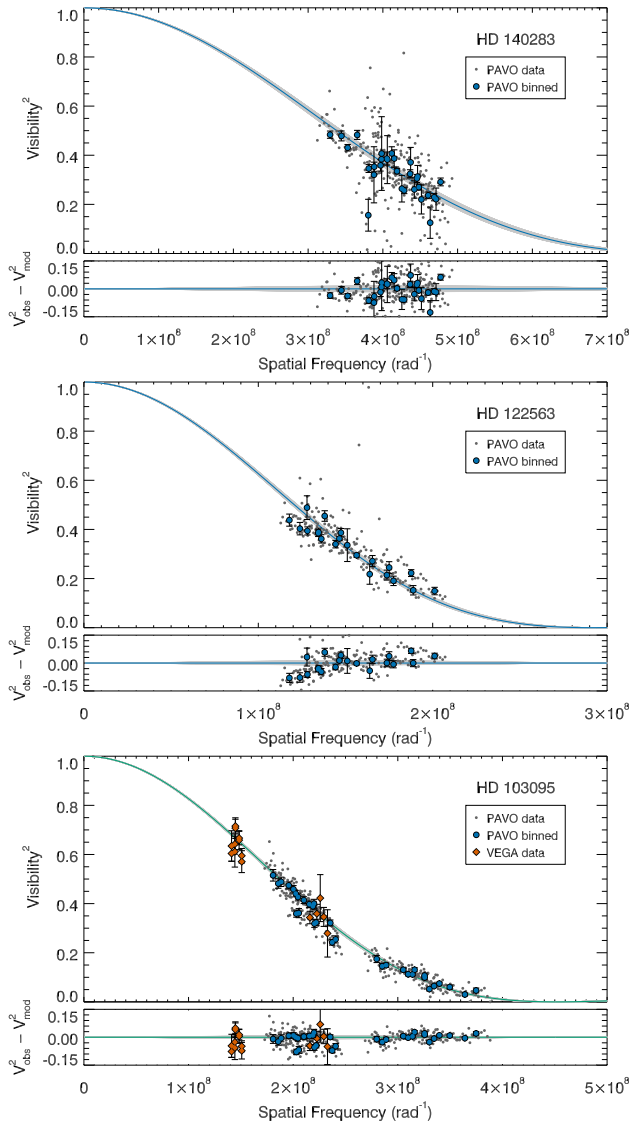 HD 140283
PAVO data
PAVO binned
Visibility²
1.0
0.8
0.6
0.4
0.2
0.0
V²obs − V²mod
0.15
0.00
-0.15
0 1×10⁸ 2×10⁸ 3×10⁸ 4×10⁸ 5×10⁸ 6×10⁸ 7×10⁸
Spatial Frequency (rad⁻¹)
HD 122563
PAVO data
PAVO binned
Visibility²
1.0
0.8
0.6
0.4
0.2
0.0
V²obs − V²mod
0.15
0.00
-0.15
0 1×10⁸ 2×10⁸ 3×10⁸
Spatial Frequency (rad⁻¹)
HD 103095
PAVO data
PAVO binned
VEGA data
Visibility²
1.0
0.8
0.6
0.4
0.2
0.0
V²obs − V²mod
0.15
0.00
-0.15
0 1×10⁸ 2×10⁸ 3×10⁸ 4×10⁸ 5×10⁸
Spatial Frequency (rad⁻¹)